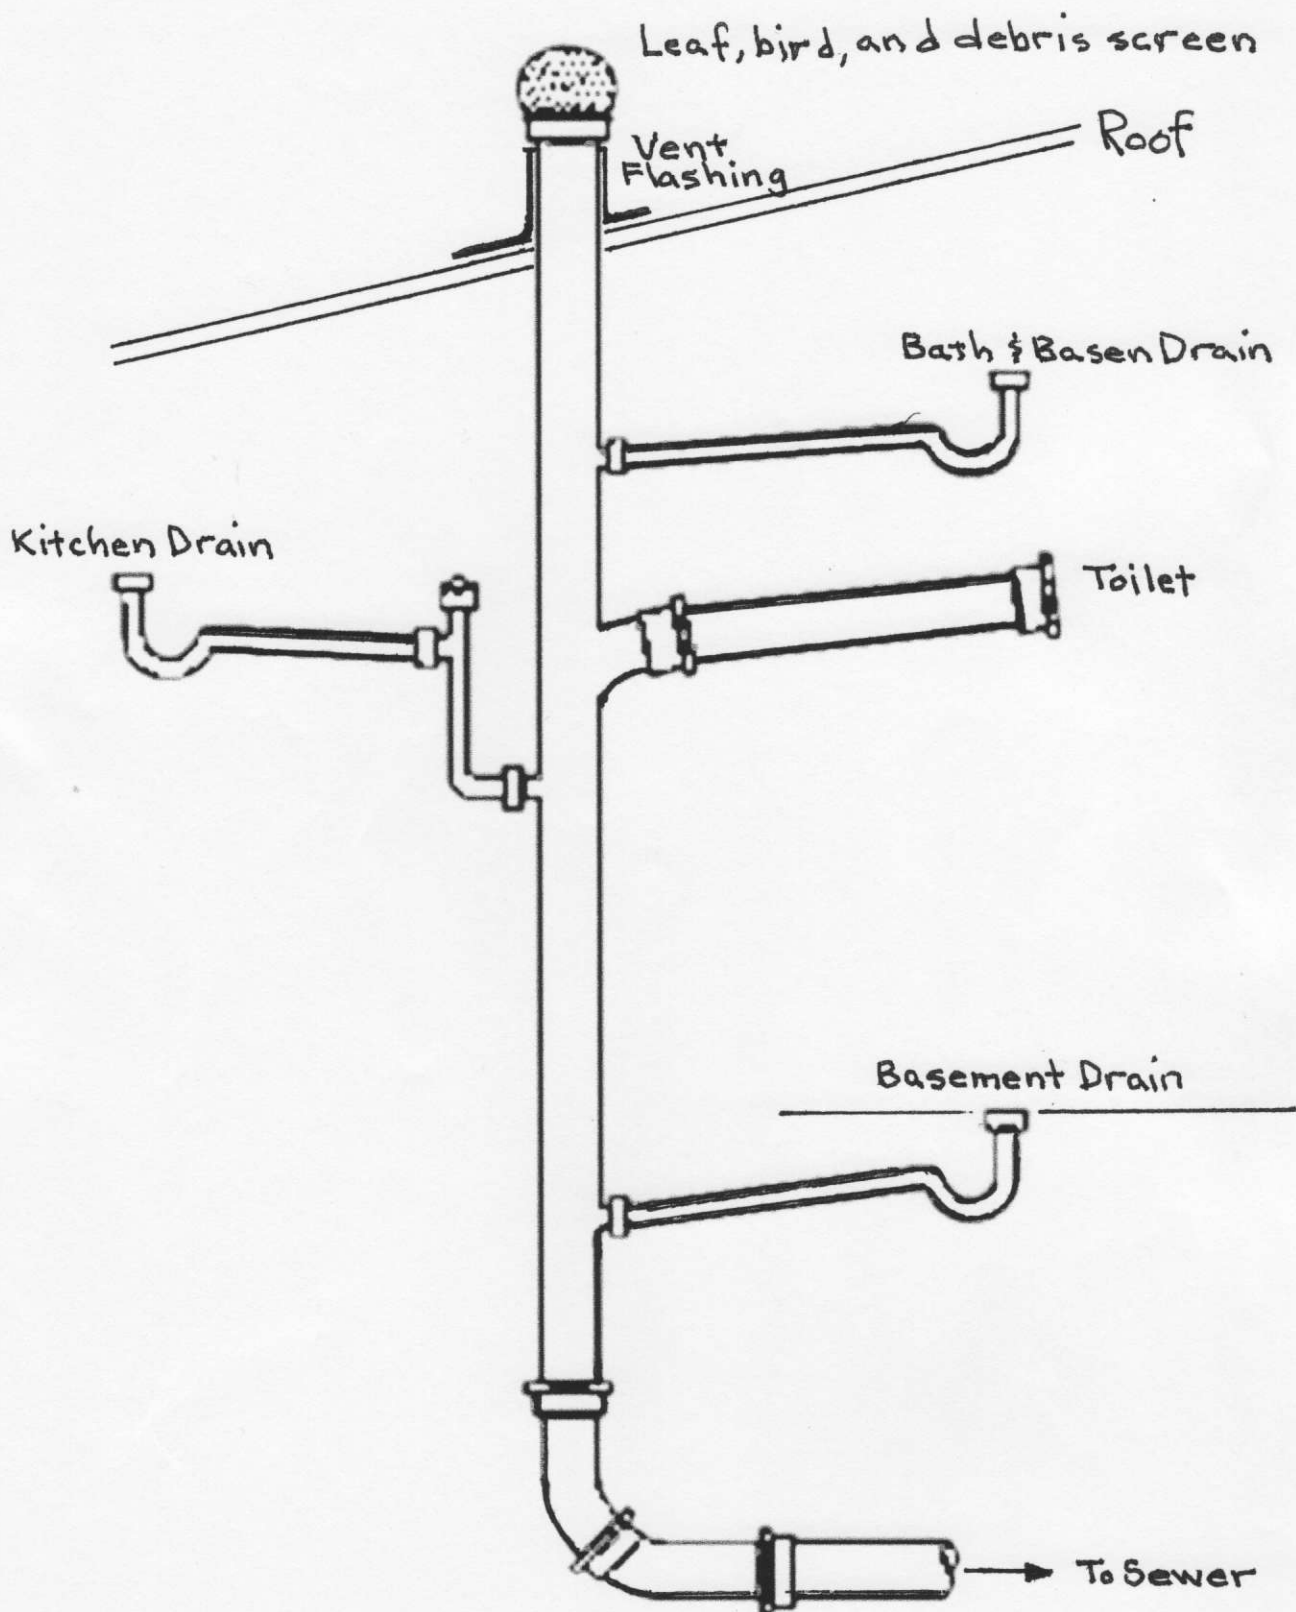 Leaf, bird, and debris screen
Roof
Vent
Flashing
Bath & Basen Drain
Kitchen Drain
Toilet
Basement Drain
To Sewer